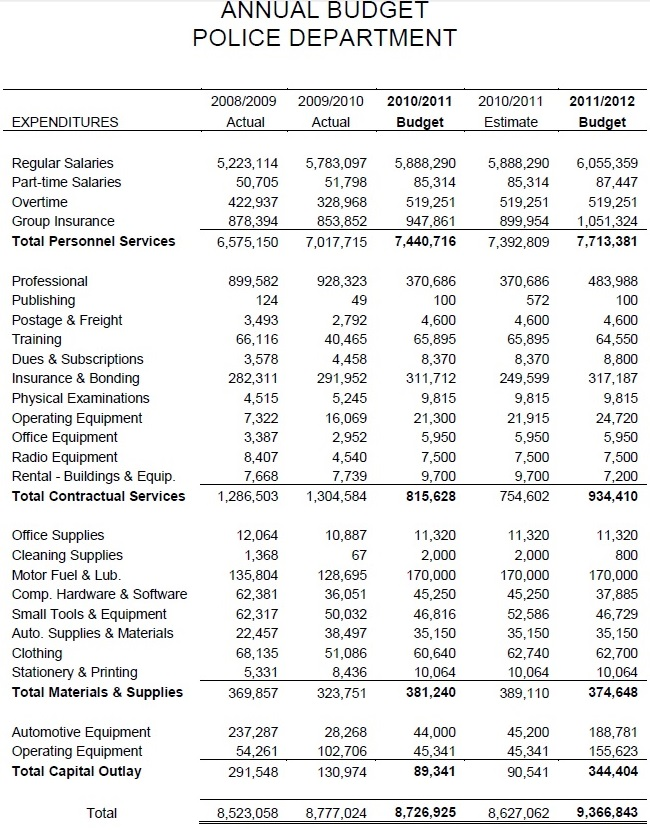 ANNUAL BUDGET
POLICE DEPARTMENT
2008/2009 2009/2010 2010/2011 2010/2011 2011/2012
EXPENDITURES Actual Actual Budget Estimate Budget
Regular Salaries 5,223,114 5,783,097 5,888,290 5,888,290 6,055,359
Part-time Salaries 50,705 51,798 85,314 85,314 87,447
Overtime 422,937 328,968 519,251 519,251 519,251
Group Insurance 878,394 853,852 947,861 899,954 1,051,324
Total Personnel Services 6,575,150 7,017,715 7,440,716 7,392,809 7,713,381
Professional 899,582 928,323 370,686 370,686 483,988
Publishing 124 49 100 572 100
Postage & Freight 3,493 2,792 4,600 4,600 4,600
Training 66,116 40,465 65,895 65,895 64,550
Dues & Subscriptions 3,578 4,458 8,370 8,370 8,800
Insurance & Bonding 282,311 291,952 311,712 249,599 317,187
Physical Examinations 4,515 5,245 9,815 9,815 9,815
Operating Equipment 7,322 16,069 21,300 21,915 24,720
Office Equipment 3,387 2,952 5,950 5,950 5,950
Radio Equipment 8,407 4,540 7,500 7,500 7,500
Rental - Buildings & Equip. 7,668 7,739 9,700 9,700 7,200
Total Contractual Services 1,286,503 1,304,584 815,628 754,602 934,410
Office Supplies 12,064 10,887 11,320 11,320 11,320
Cleaning Supplies 1,368 67 2,000 2,000 800
Motor Fuel & Lub. 135,804 128,695 170,000 170,000 170,000
Comp. Hardware & Software 62,381 36,051 45,250 45,250 37,885
Small Tools & Equipment 62,317 50,032 46,816 52,586 46,729
Auto. Supplies & Materials 22,457 38,497 35,150 35,150 35,150
Clothing 68,135 51,086 60,640 62,740 62,700
Stationery & Printing 5,331 8,436 10,064 10,064 10,064
Total Materials & Supplies 369,857 323,751 381,240 389,110 374,648
Automotive Equipment 237,287 28,268 44,000 45,200 188,781
Operating Equipment 54,261 102,706 45,341 45,341 155,623
Total Capital Outlay 291,548 130,974 89,341 90,541 344,404
Total 8,523,058 8,777,024 8,726,925 8,627,062 9,366,843